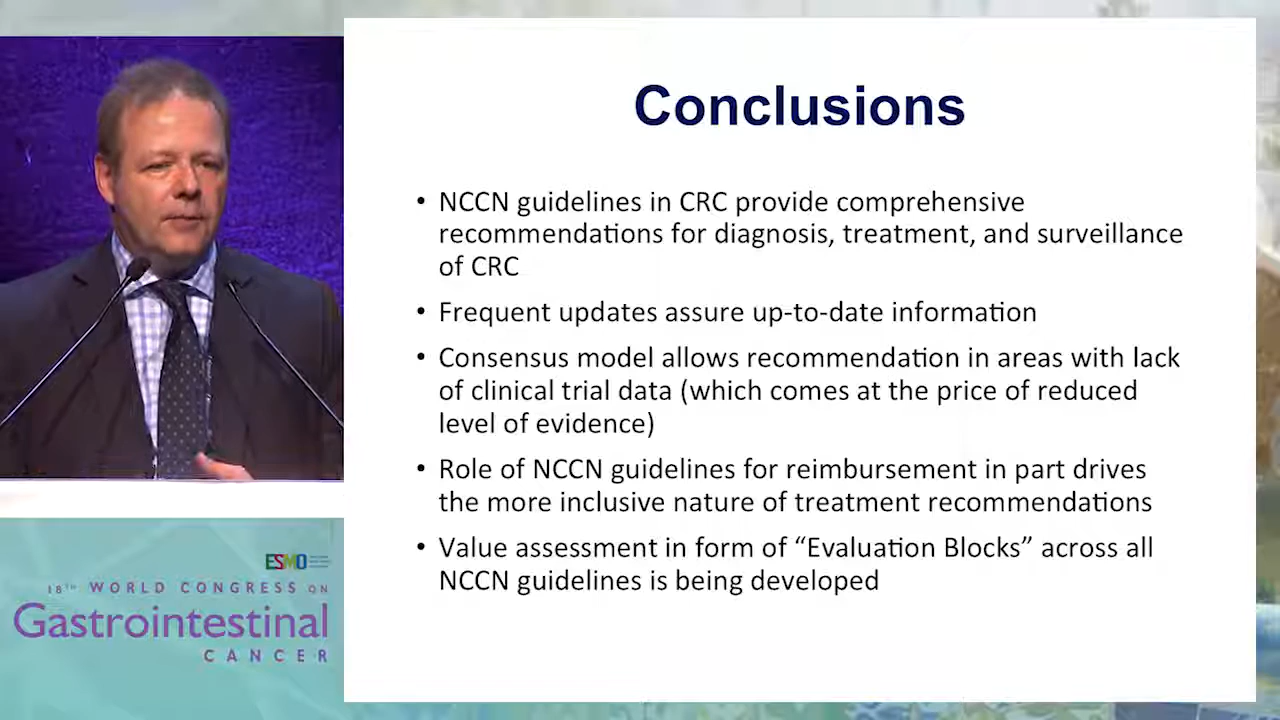 Conclusions
• NCCN guidelines in CRC provide comprehensive
recommendations for diagnosis, treatment, and surveillance
of CRC
• Frequent updates assure up-to-date information
• Consensus model allows recommendation in areas with lack
of clinical trial data (which comes at the price of reduced
level of evidence)
• Role of NCCN guidelines for reimbursement in part drives
the more inclusive nature of treatment recommendations
• Value assessment in form of “Evaluation Blocks” across all
NCCN guidelines is being developed
ESMO
18TH WORLD CONGRESS ON
Gastrointestinal
CANCER